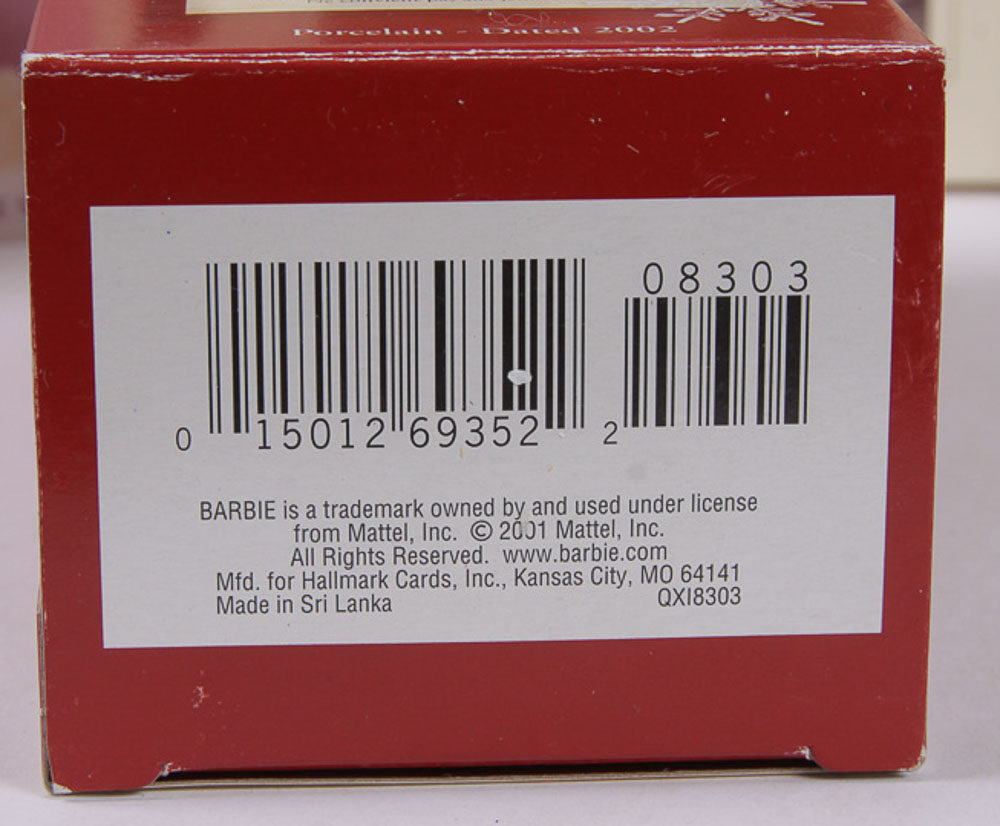 Porcelain - Dated 2002
08303
0 15012 69352 2
BARBIE is a trademark owned by and used under license
from Mattel, Inc. © 2001 Mattel, Inc.
All Rights Reserved. www.barbie.com
Mfd. for Hallmark Cards, Inc., Kansas City, MO 64141
Made in Sri Lanka QXI8303